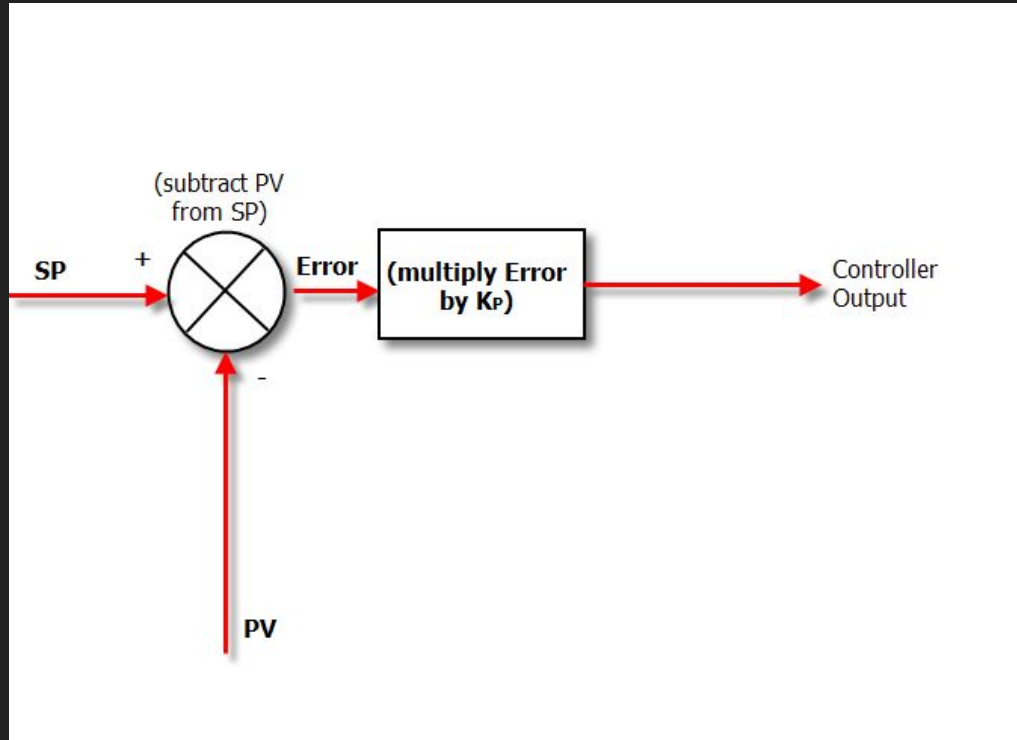 (subtract PV
from SP)
SP
+
Error
(multiply Error
by KP)
Controller
Output
-
PV